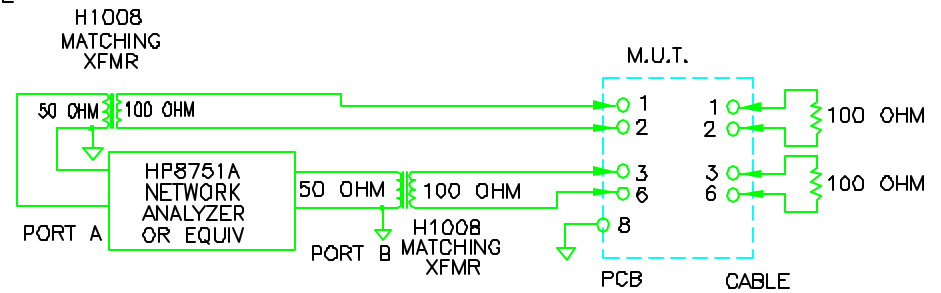 H1008
MATCHING
XFMR
M.U.T.
50 OHM
100 OHM
1
2
1
2
100 OHM
HP8751A
NETWORK
ANALYZER
OR EQUIV
50 OHM
100 OHM
3
6
3
6
100 OHM
8
PORT A
PORT B
H1008
MATCHING
XFMR
PCB
CABLE